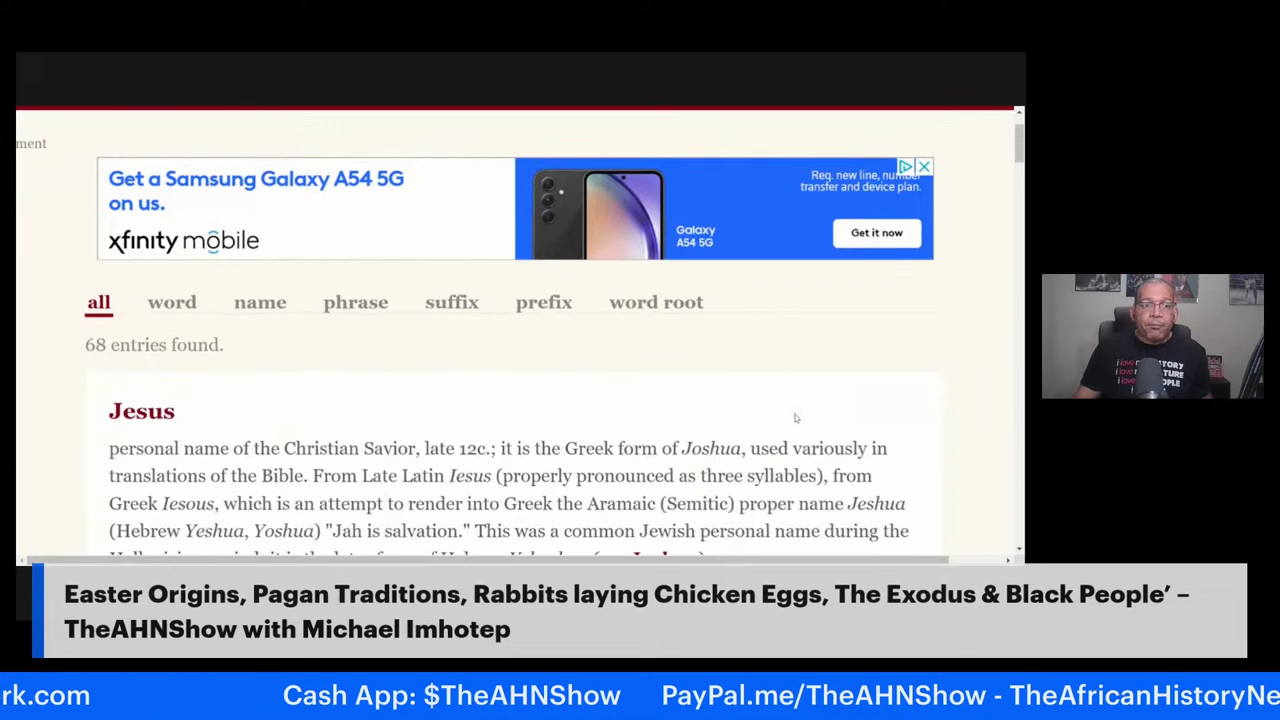 ment
Get a Samsung Galaxy A54 5G
on us.
xfinity mobile
Galaxy
A54 5G
Req. new line, number
transfer and device plan.
Get it now
all word name phrase suffix prefix word root
68 entries found.
Jesus
personal name of the Christian Savior, late 12c.; it is the Greek form of Joshua, used variously in
translations of the Bible. From Late Latin Iesus (properly pronounced as three syllables), from
Greek Iesous, which is an attempt to render into Greek the Aramaic (Semitic) proper name Jeshua
(Hebrew Yeshua, Yoshua) "Jah is salvation." This was a common Jewish personal name during the
Easter Origins, Pagan Traditions, Rabbits laying Chicken Eggs, The Exodus & Black People' –
TheAHNShow with Michael Imhotep
rk.com Cash App: $TheAHNShow PayPal.me/TheAHNShow - TheAfricanHistoryNe